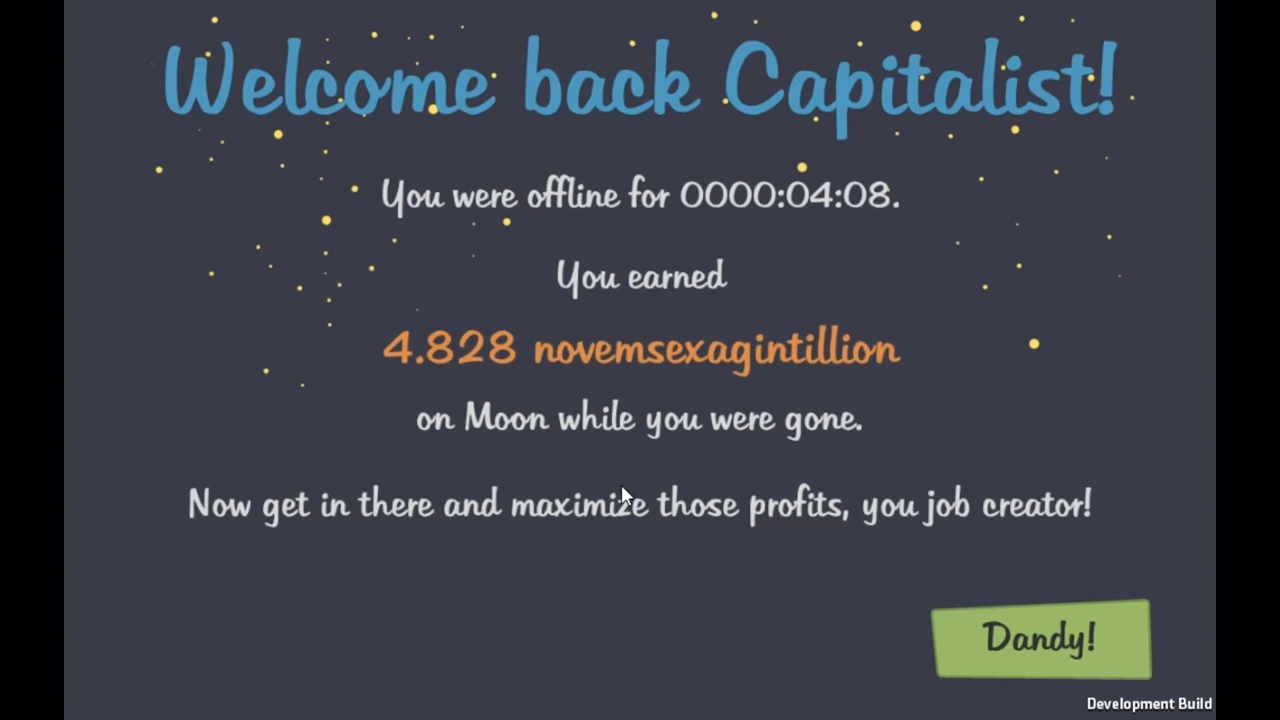 Welcome back Capitalist!
You were offline for 0000:04:08.
You earned
4.828 novemsexagintillion
on Moon while you were gone.
Now get in there and maximize those profits, you job creator!
Dandy!
Development Build